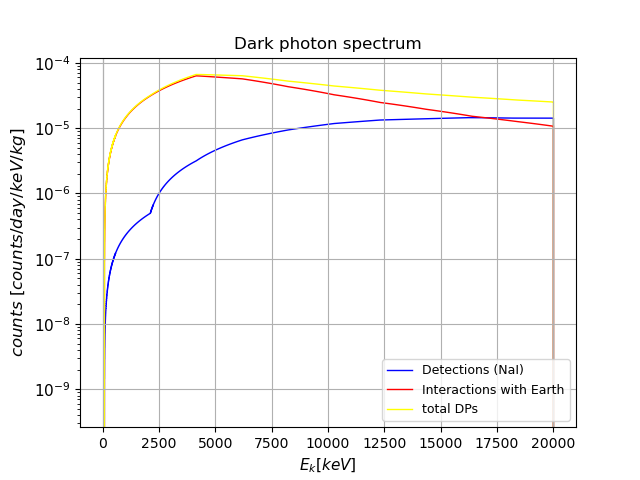 Dark photon spectrum
counts [counts/day/keV/kg]
10⁻⁴
10⁻⁵
10⁻⁶
10⁻⁷
10⁻⁸
10⁻⁹
Detections (NaI)
Interactions with Earth
total DPs
0 2500 5000 7500 10000 12500 15000 17500 20000
Eₖ[keV]